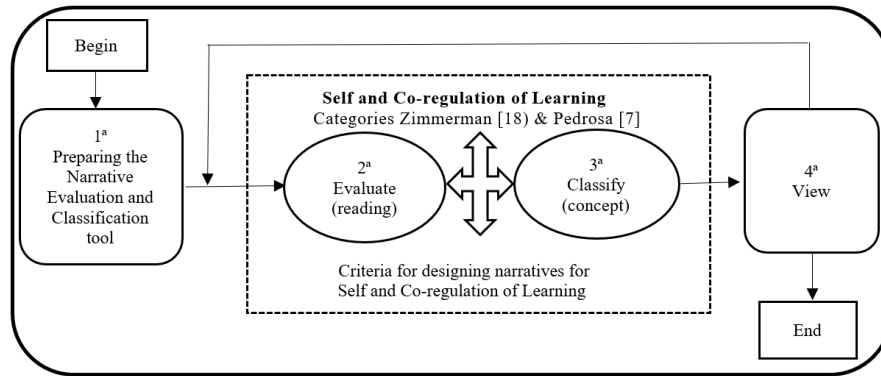 Begin
1ª
Preparing the
Narrative
Evaluation and
Classification
tool
Self and Co-regulation of Learning
Categories Zimmerman [18) & Pedrosa [7]
2ª
Evaluate
(reading)
3ª
Classify
(concept)
Criteria for designing narratives for
Self and Co-regulation of Learning
4ª
View
End